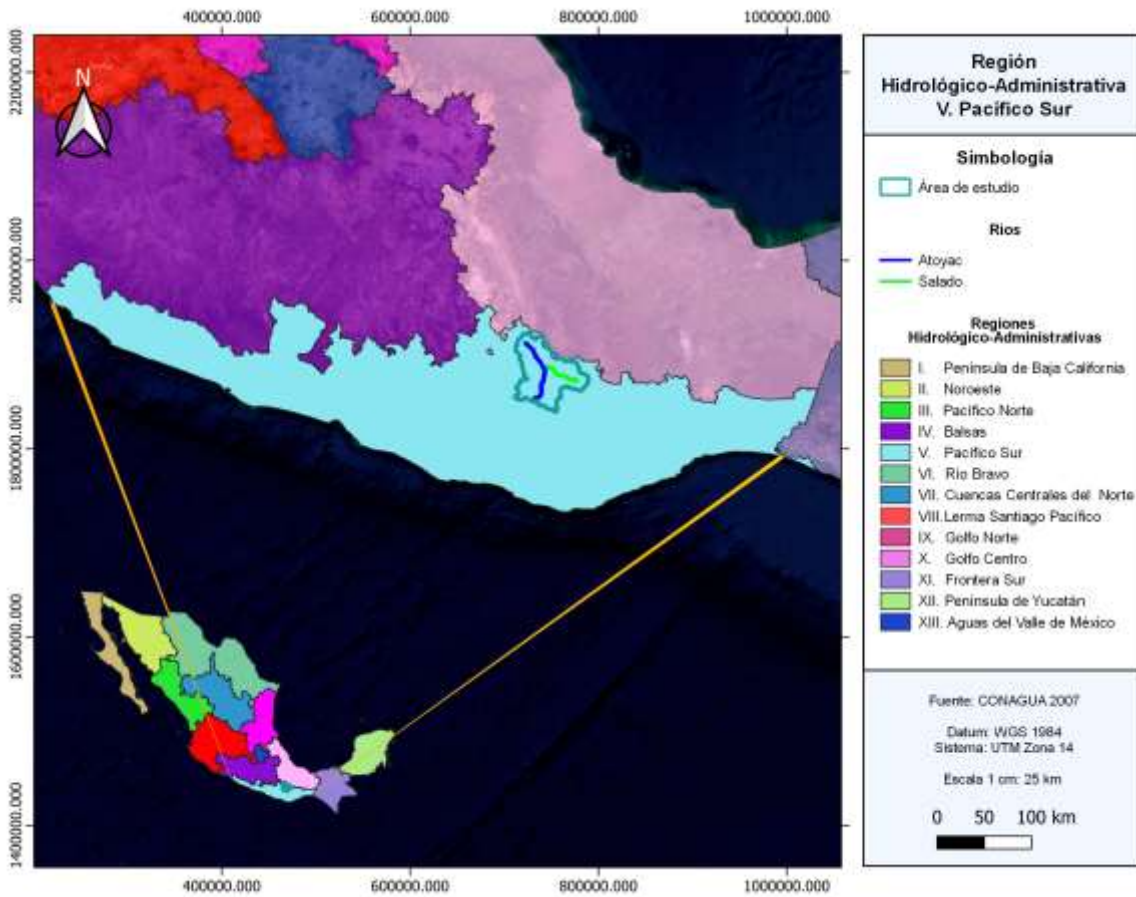 400000.000 600000.000 800000.000 1000000.000
2200000.000
2000000.000
1800000.000
1600000.000
1400000.000
N
400000.000 600000.000 800000.000 1000000.000
Región
Hidrológico-Administrativa
V. Pacífico Sur
Simbología
Área de estudio
Rios
Atoyac
Salado
Regiones
Hidrológico-Administrativas
I. Península de Baja California
II. Noroeste
III. Pacífico Norte
IV. Balsas
V. Pacífico Sur
VI. Río Bravo
VII. Cuencas Centrales del Norte
VIII. Lerma Santiago Pacífico
IX. Golfo Norte
X. Golfo Centro
XI. Frontera Sur
XII. Península de Yucatán
XIII. Aguas del Valle de México
Fuente: CONAGUA 2007
Datum: WGS 1984
Sistema: UTM Zona 14
Escala 1 cm: 25 km
0 50 100 km